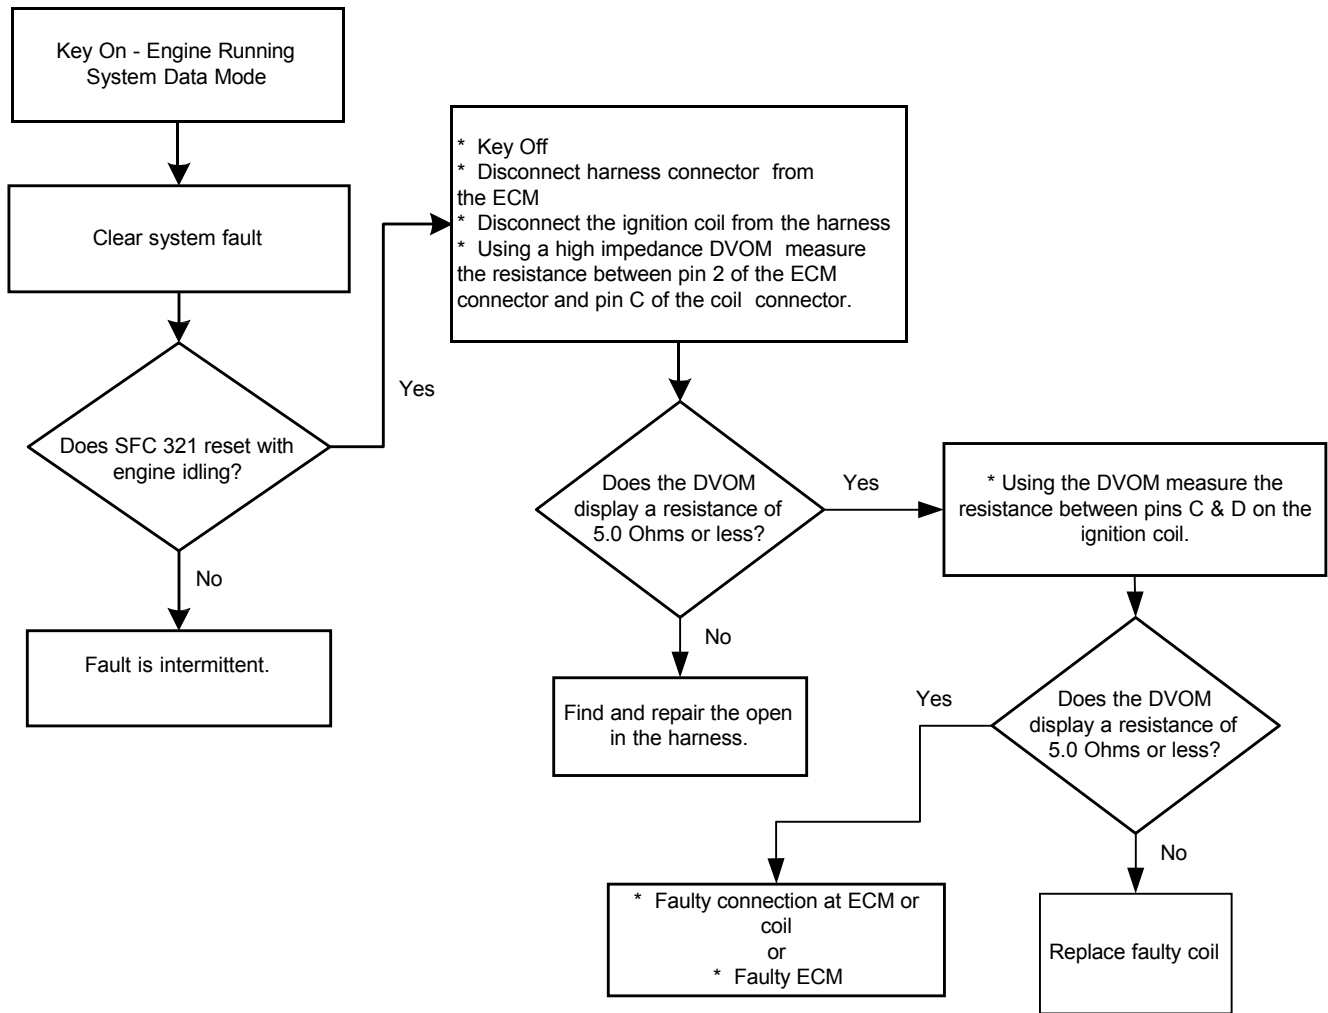 Key On - Engine Running
System Data Mode
Clear system fault
Does SFC 321 reset with
engine idling?
Yes
No
Fault is intermittent.
* Key Off
* Disconnect harness connector from
the ECM
* Disconnect the ignition coil from the harness
* Using a high impedance DVOM measure
the resistance between pin 2 of the ECM
connector and pin C of the coil connector.
Does the DVOM
display a resistance of
5.0 Ohms or less?
Yes
No
Find and repair the open
in the harness.
* Using the DVOM measure the
resistance between pins C & D on the
ignition coil.
Does the DVOM
display a resistance of
5.0 Ohms or less?
Yes
No
* Faulty connection at ECM or
coil
or
* Faulty ECM
Replace faulty coil